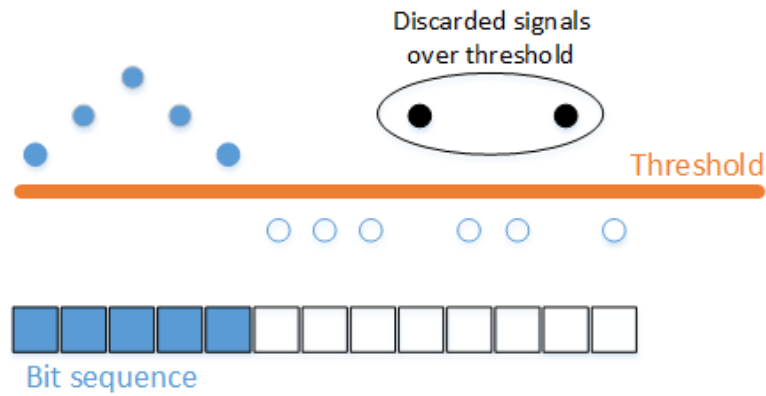 Discarded signals
over threshold
Threshold
Bit sequence